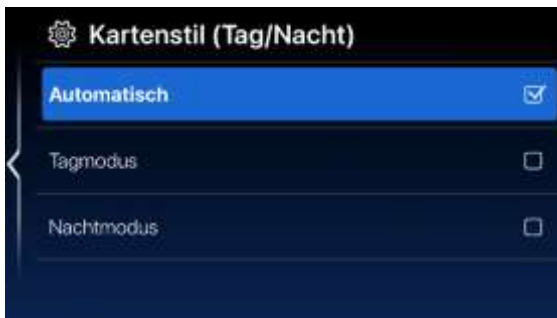 Kartenstil (Tag/Nacht)
Automatisch
Tagmodus
Nachtmodus